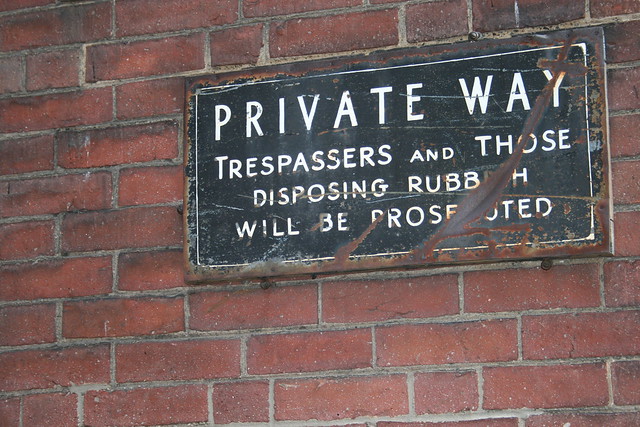 PRIVATE WAY
TRESPASSERS AND THOSE
DISPOSING RUBBISH
WILL BE PROSECUTED